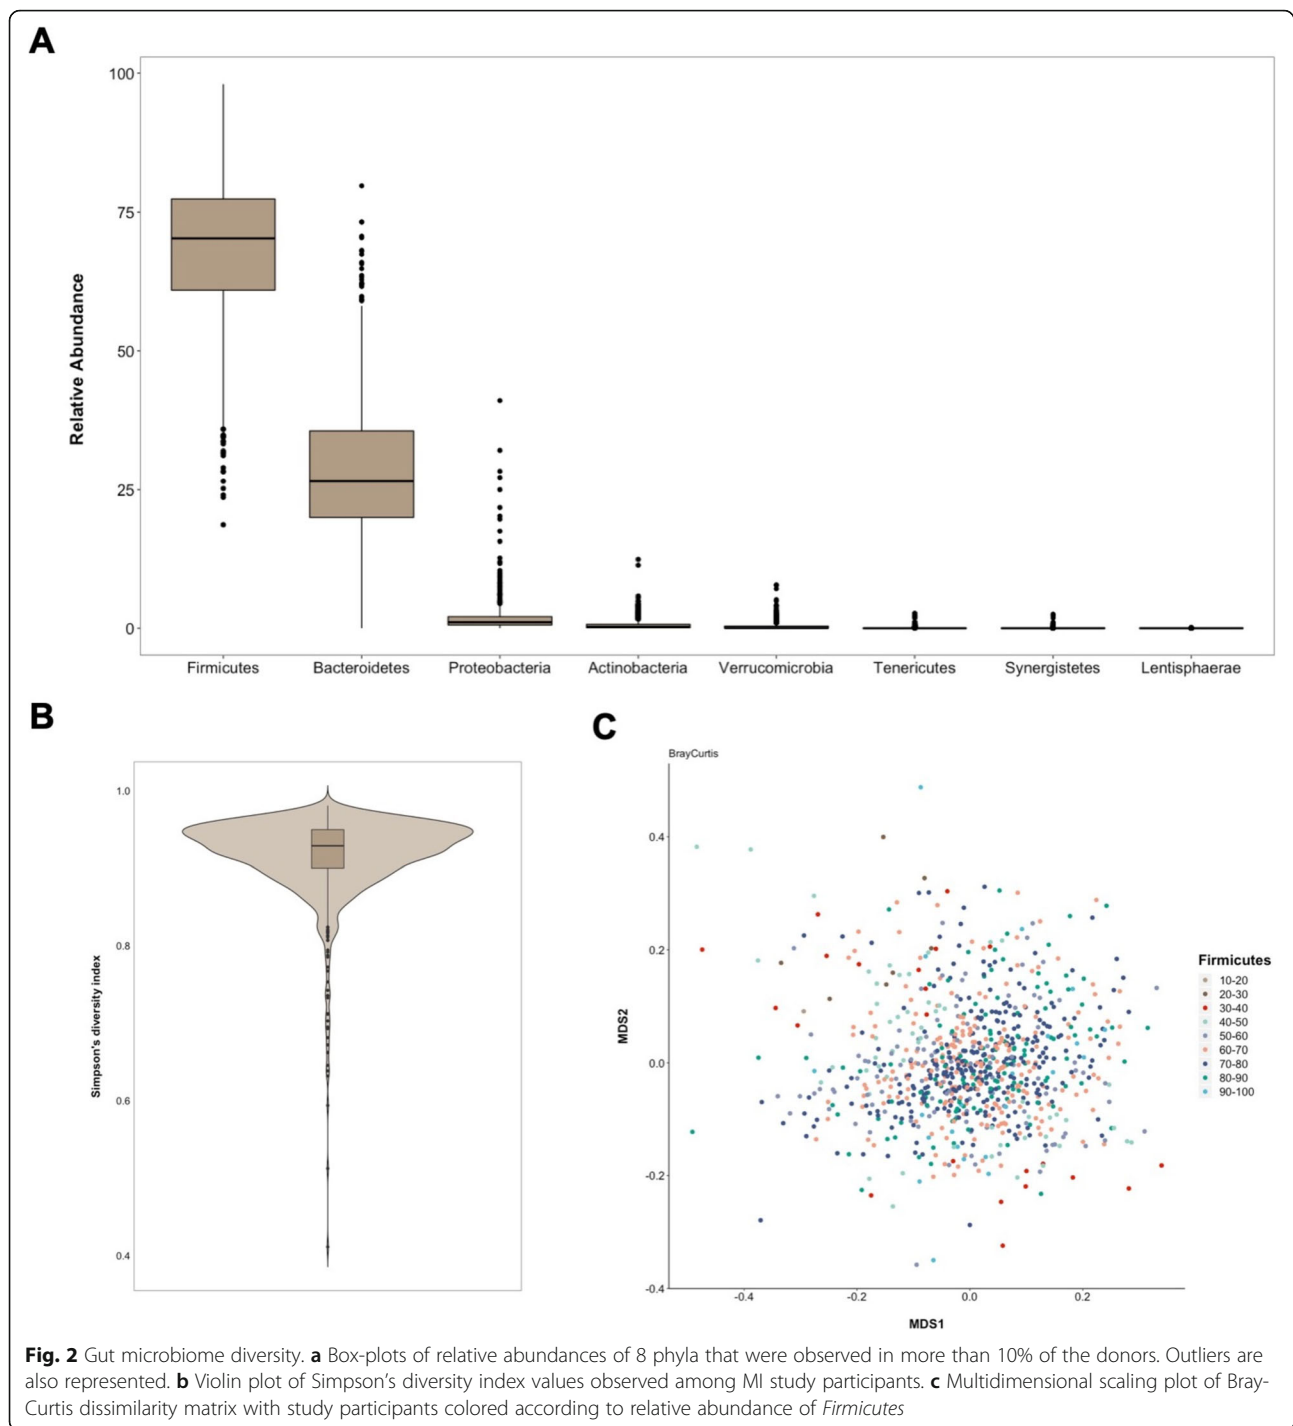 A
100
75
50
25
0
Relative Abundance
Firmicutes Bacteroidetes Proteobacteria Actinobacteria Verrucomicrobia Tenericutes Synergistetes Lentisphaerae
B
1.0
0.8
0.6
0.4
Simpson's diversity index
C
BrayCurtis
0.4
0.2
0.0
-0.2
-0.4
MDS2
-0.4 -0.2 0.0 0.2
MDS1
Firmicutes
10-20
20-30
30-40
40-50
50-60
60-70
70-80
80-90
90-100
Fig. 2 Gut microbiome diversity. a Box-plots of relative abundances of 8 phyla that were observed in more than 10% of the donors. Outliers are
also represented. b Violin plot of Simpson's diversity index values observed among MI study participants. c Multidimensional scaling plot of Bray-
Curtis dissimilarity matrix with study participants colored according to relative abundance of Firmicutes